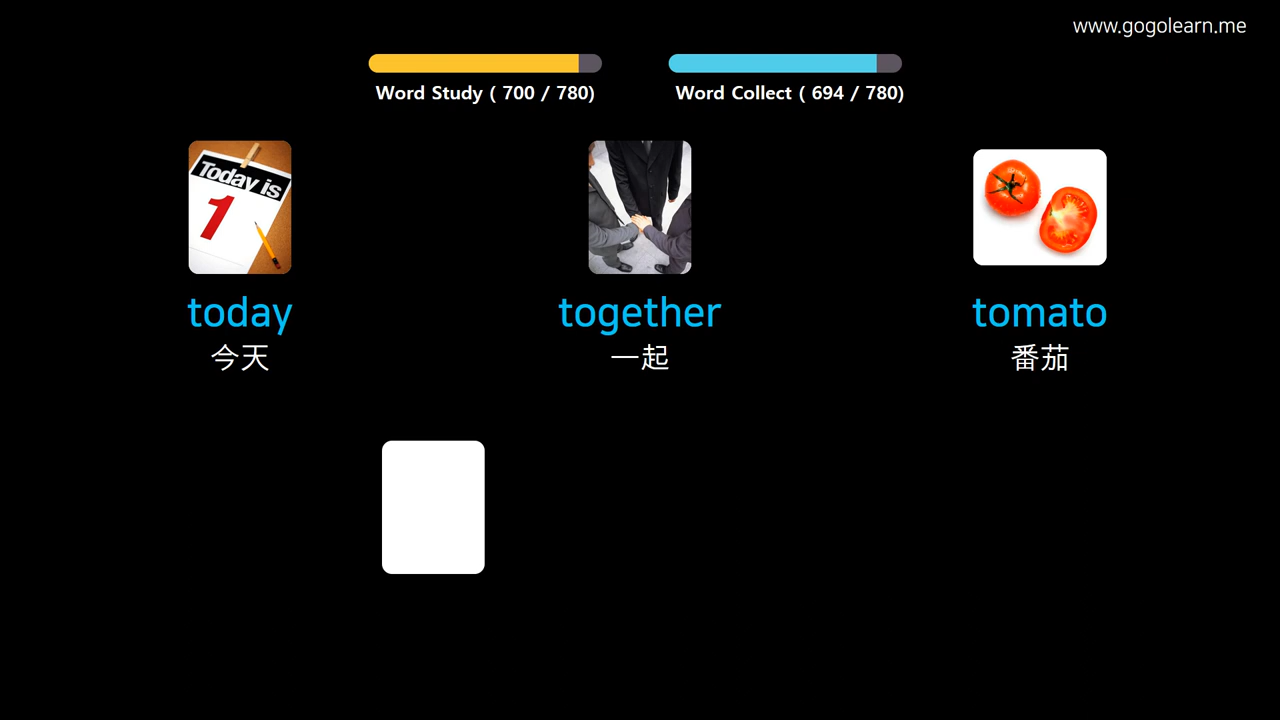 www.gogolearn.me
Word Study ( 700 / 780)
Word Collect ( 694 / 780)
Today is
1
today
together
tomato
今天
一起
番茄